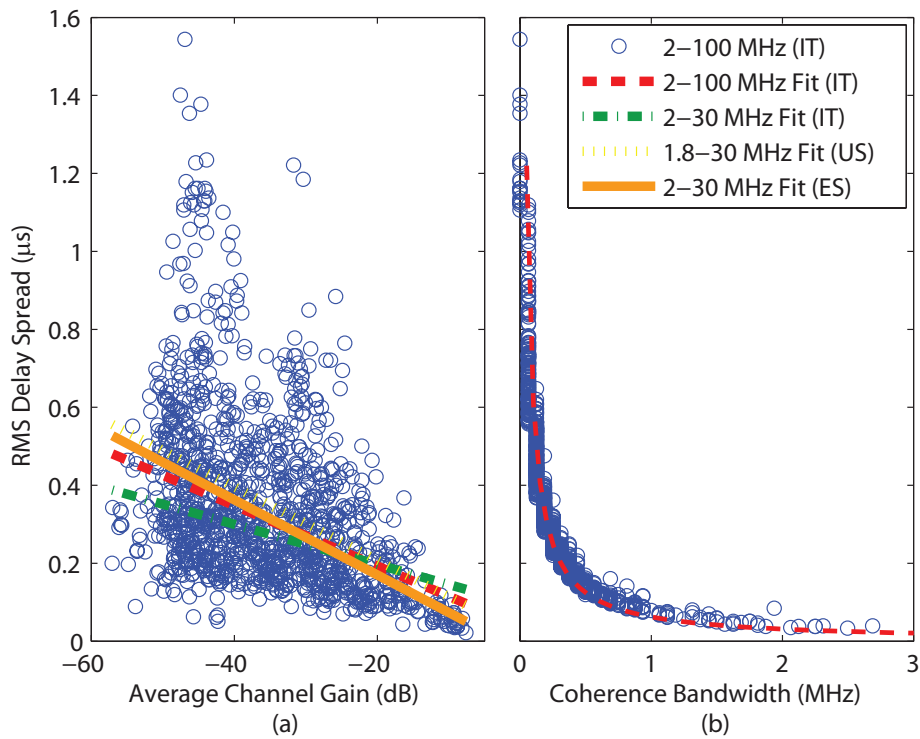 1.6
1.4
1.2
1
0.8
0.6
0.4
0.2
0
RMS Delay Spread (μs)
−60
−40
−20
Average Channel Gain (dB)
(a)
2−100 MHz (IT)
2−100 MHz Fit (IT)
2−30 MHz Fit (IT)
1.8−30 MHz Fit (US)
2−30 MHz Fit (ES)
0
1
2
3
Coherence Bandwidth (MHz)
(b)